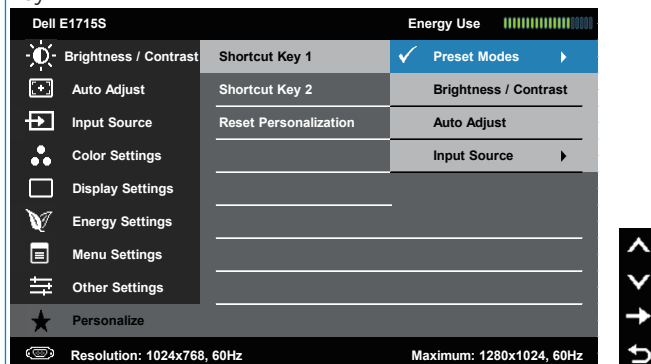 Dell E1715S Energy Use
Brightness / Contrast Shortcut Key 1 Preset Modes
Auto Adjust Shortcut Key 2 Brightness / Contrast
Input Source Reset Personalization Auto Adjust
Color Settings Input Source
Display Settings
Energy Settings
Menu Settings
Other Settings
Personalize
Resolution: 1024x768, 60Hz Maximum: 1280x1024, 60Hz